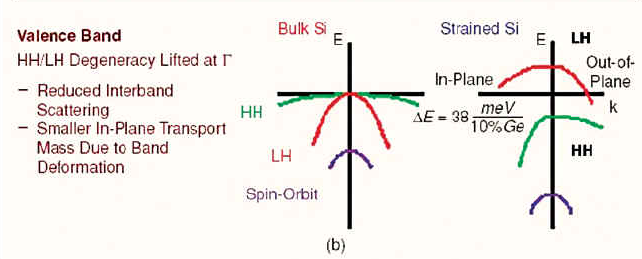 Valence Band
HH/LH Degeneracy Lifted at Γ
– Reduced Interband
Scattering
– Smaller In-Plane Transport
Mass Due to Band
Deformation
Bulk Si
E
HH
LH
Spin-Orbit
Strained Si
E
LH
Out-of-
Plane
In-Plane
k
ΔE = 38 meV
10%Ge
HH
(b)